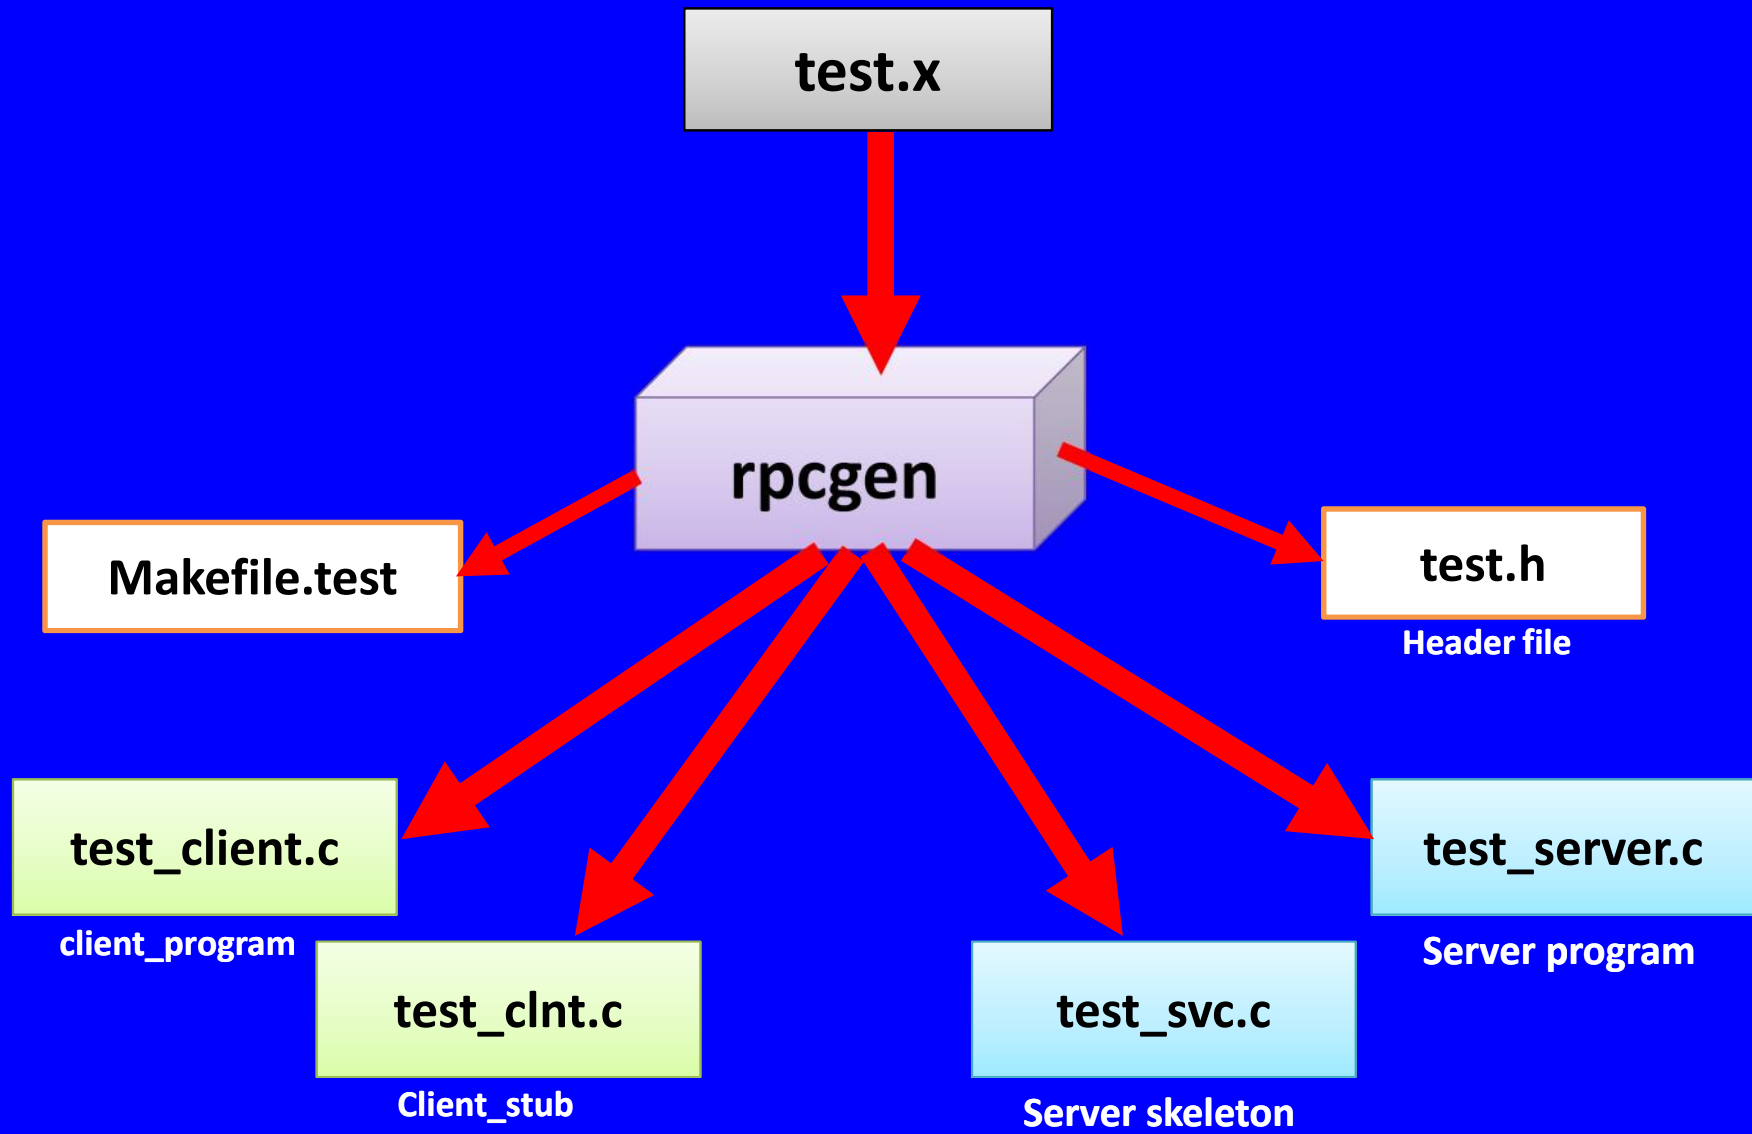 test.x
rpcgen
Makefile.test
test.h
Header file
test_client.c
client_program
test_server.c
Server program
test_clnt.c
Client_stub
test_svc.c
Server skeleton